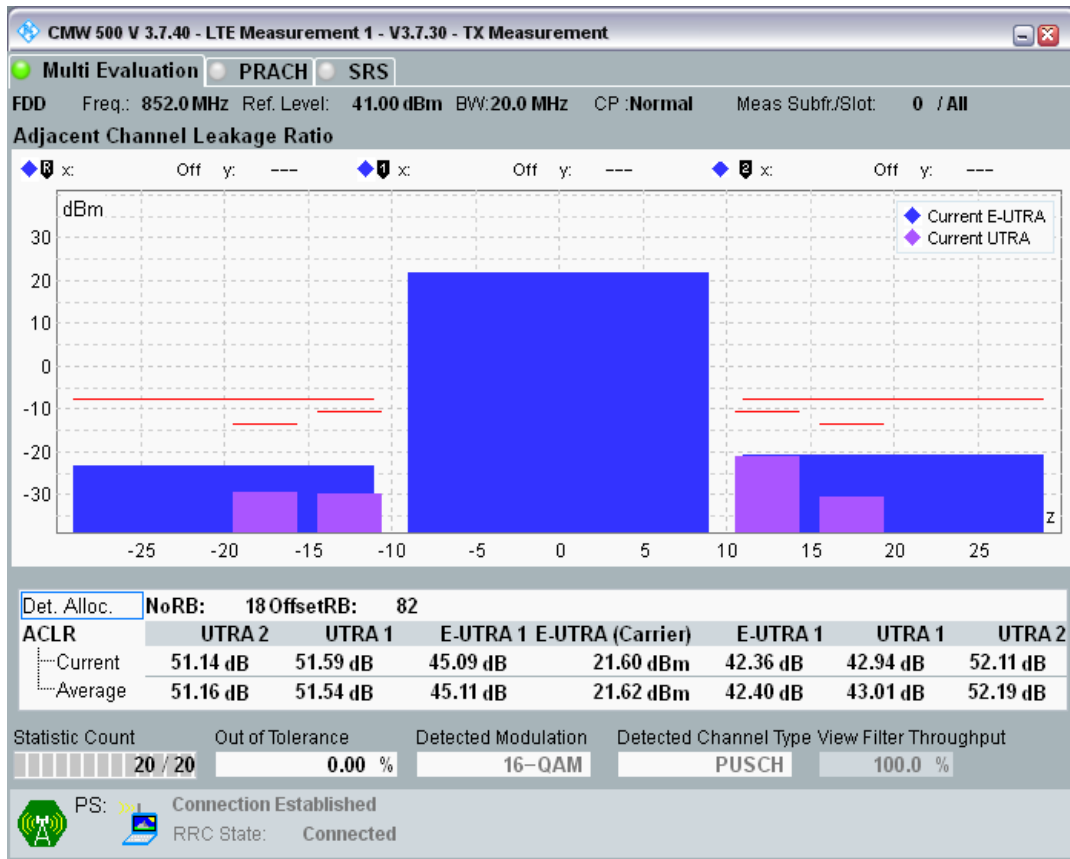 CMW 500 V 3.7.40 - LTE Measurement 1 - V3.7.30 - TX Measurement
Multi Evaluation PRACH SRS
FDD Freq.: 852.0 MHz Ref. Level: 41.00 dBm BW: 20.0 MHz CP :Normal Meas Subfr./Slot: 0 / All
Adjacent Channel Leakage Ratio
R x: Off y: --- 1 x: Off y: --- 2 x: Off y: ---
dBm
Current E-UTRA
Current UTRA
30
20
10
0
-10
-20
-30
z
-25 -20 -15 -10 -5 0 5 10 15 20 25
Det. Alloc. NoRB: 18 OffsetRB: 82
ACLR UTRA 2 UTRA 1 E-UTRA 1 E-UTRA (Carrier) E-UTRA 1 UTRA 1 UTRA 2
Current 51.14 dB 51.59 dB 45.09 dB 21.60 dBm 42.36 dB 42.94 dB 52.11 dB
Average 51.16 dB 51.54 dB 45.11 dB 21.62 dBm 42.40 dB 43.01 dB 52.19 dB
Statistic Count Out of Tolerance Detected Modulation Detected Channel Type View Filter Throughput
20 / 20 0.00 % 16-QAM PUSCH 100.0 %
PS: Connection Established
RRC State: Connected